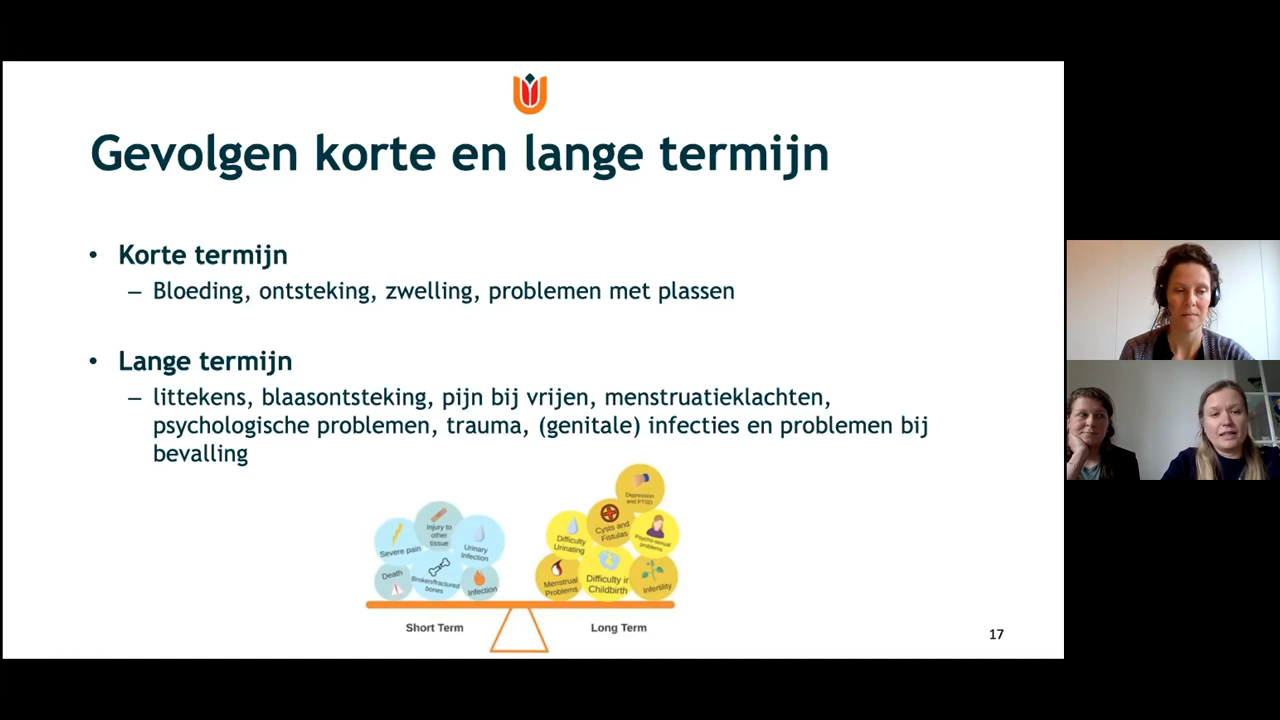 Gevolgen korte en lange termijn
• Korte termijn
– Bloeding, ontsteking, zwelling, problemen met plassen
• Lange termijn
– littekens, blaasontsteking, pijn bij vrijen, menstruatieklachten,
psychologische problemen, trauma, (genitale) infecties en problemen bij
bevalling
Severe pain
Injury to
other
tissue
Urinary
Infection
Death
Broken/fractured
bones
Infection
Depression
and PTSD
Difficulty
Urinating
Cysts and
Fistulas
Psycho-sexual
problems
Menstrual
Problems
Difficulty in
Childbirth
Infertility
Short Term
Long Term
17